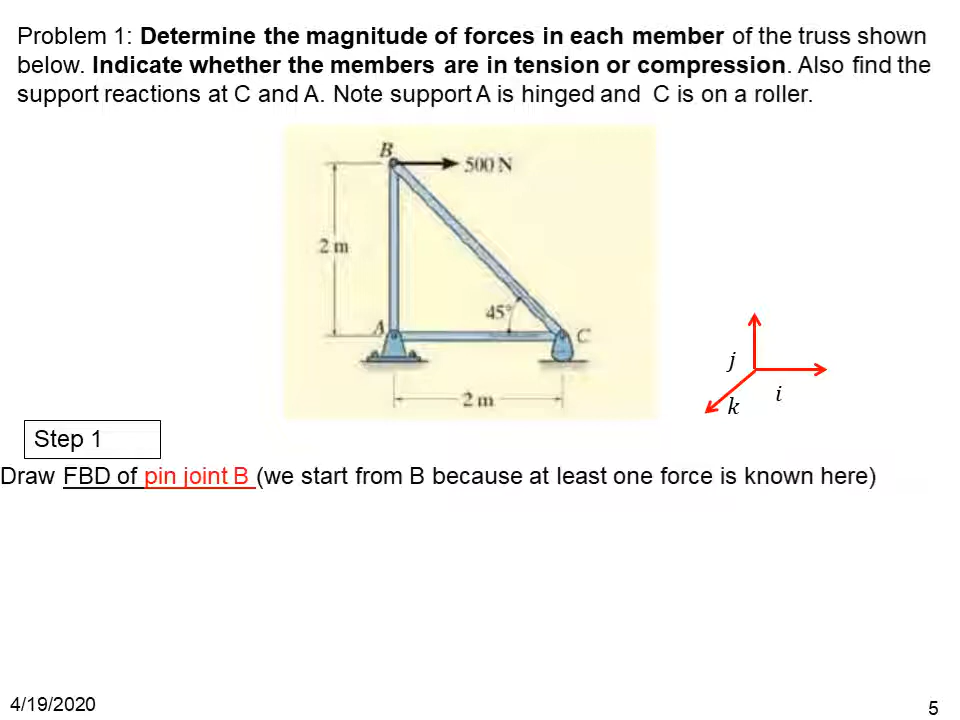 Problem 1: Determine the magnitude of forces in each member of the truss shown
below. Indicate whether the members are in tension or compression. Also find the
support reactions at C and A. Note support A is hinged and C is on a roller.
B
500 N
2 m
45°
A
C
2 m
j
i
k
Step 1
Draw FBD of pin joint B (we start from B because at least one force is known here)
4/19/2020
5